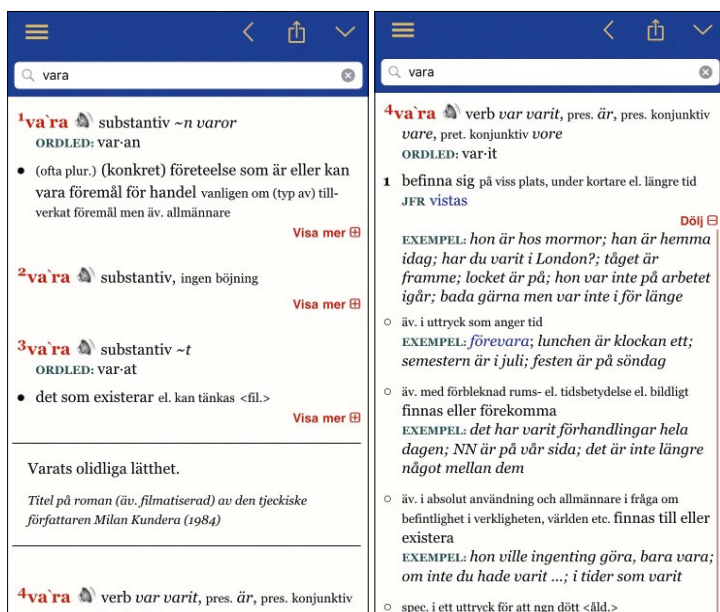 vara
¹va`ra substantiv ~n varor
ORDLED: var·an
• (ofta plur.) (konkret) företeelse som är eller kan
vara föremål för handel vanligen om (typ av) till-
verkat föremål men äv. allmännare
Visa mer
²va`ra substantiv, ingen böjning
Visa mer
³va`ra substantiv ~t
ORDLED: var·at
• det som existerar el. kan tänkas <fil.>
Visa mer
Varats olidliga lätthet.
Titel på roman (äv. filmatiserad) av den tjeckiske
författaren Milan Kundera (1984)
⁴va`ra verb var varit, pres. är, pres. konjunktiv
vara
⁴va`ra verb var varit, pres. är, pres. konjunktiv
vare, pret. konjunktiv vore
ORDLED: var·it
1 befinna sig på viss plats, under kortare el. längre tid
JFR vistas
Dölj
EXEMPEL: hon är hos mormor; han är hemma
idag; har du varit i London?; tåget är
framme; locket är på; hon var inte på arbetet
igår; bada gärna men var inte i för länge
○ äv. i uttryck som anger tid
EXEMPEL: förevara; lunchen är klockan ett;
semestern är i juli; festen är på söndag
○ äv. med förbleknad rums- el. tidsbetydelse el. bildligt
finnas eller förekomma
EXEMPEL: det har varit förhandlingar hela
dagen; NN är på vår sida; det är inte längre
något mellan dem
○ äv. i absolut användning och allmännare i fråga om
befintlighet i verkligheten, världen etc. finnas till eller
existera
EXEMPEL: hon ville ingenting göra, bara vara;
om inte du hade varit ...; i tider som varit
○ spec. i ett uttryck för att ngn dött <åld.>